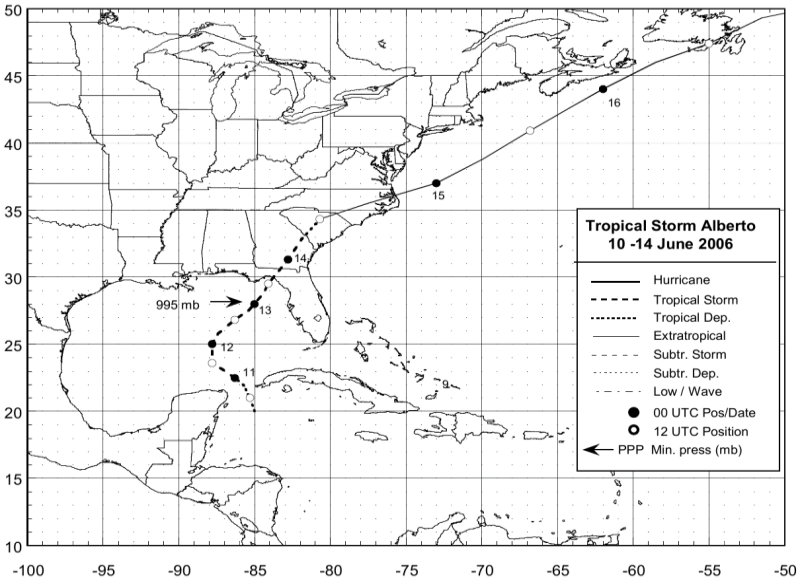 50
45
40
35
30
25
20
15
10
-100 -95 -90 -85 -80 -75 -70 -65 -60 -55 -50
16
15
14
995 mb
13
12
11
Tropical Storm Alberto
10 -14 June 2006
Hurricane
Tropical Storm
Tropical Dep.
Extratropical
Subtr. Storm
Subtr. Dep.
Low / Wave
00 UTC Pos/Date
12 UTC Position
PPP Min. press (mb)